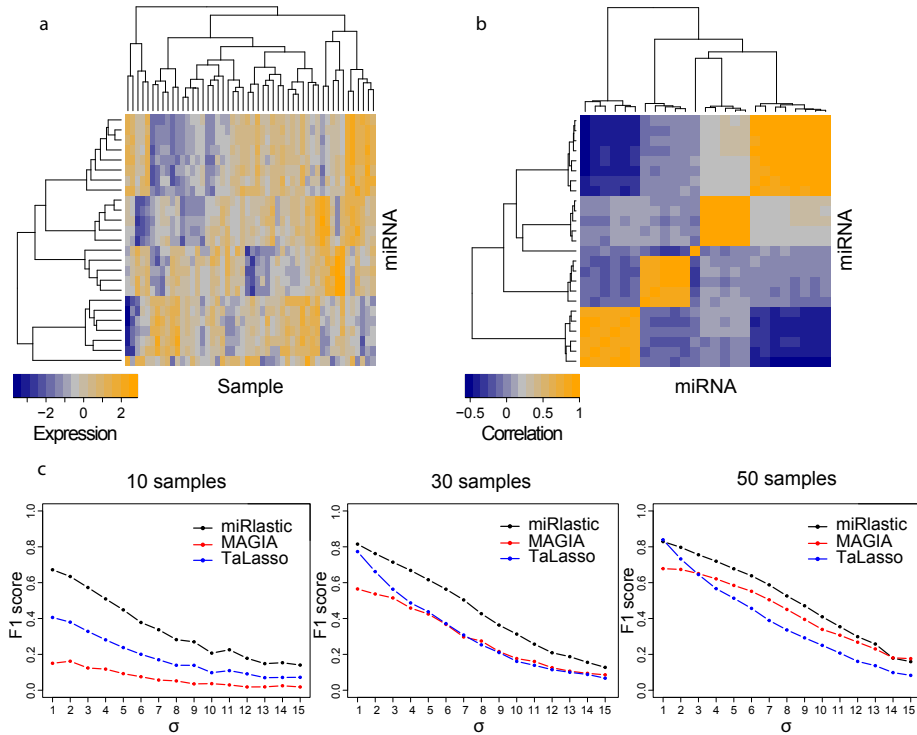 a
miRNA
Sample
−2 0 2
Expression
b
miRNA
miRNA
−0.5 0 0.5 1
Correlation
c
10 samples
F1 score
0.0 0.2 0.4 0.6 0.8 1.0
miRlastic
MAGIA
TaLasso
1 2 3 4 5 6 7 8 9 10 11 12 13 14 15
σ
30 samples
F1 score
0.0 0.2 0.4 0.6 0.8 1.0
miRlastic
MAGIA
TaLasso
1 2 3 4 5 6 7 8 9 10 11 12 13 14 15
σ
50 samples
F1 score
0.0 0.2 0.4 0.6 0.8 1.0
miRlastic
MAGIA
TaLasso
1 2 3 4 5 6 7 8 9 10 11 12 13 14 15
σ